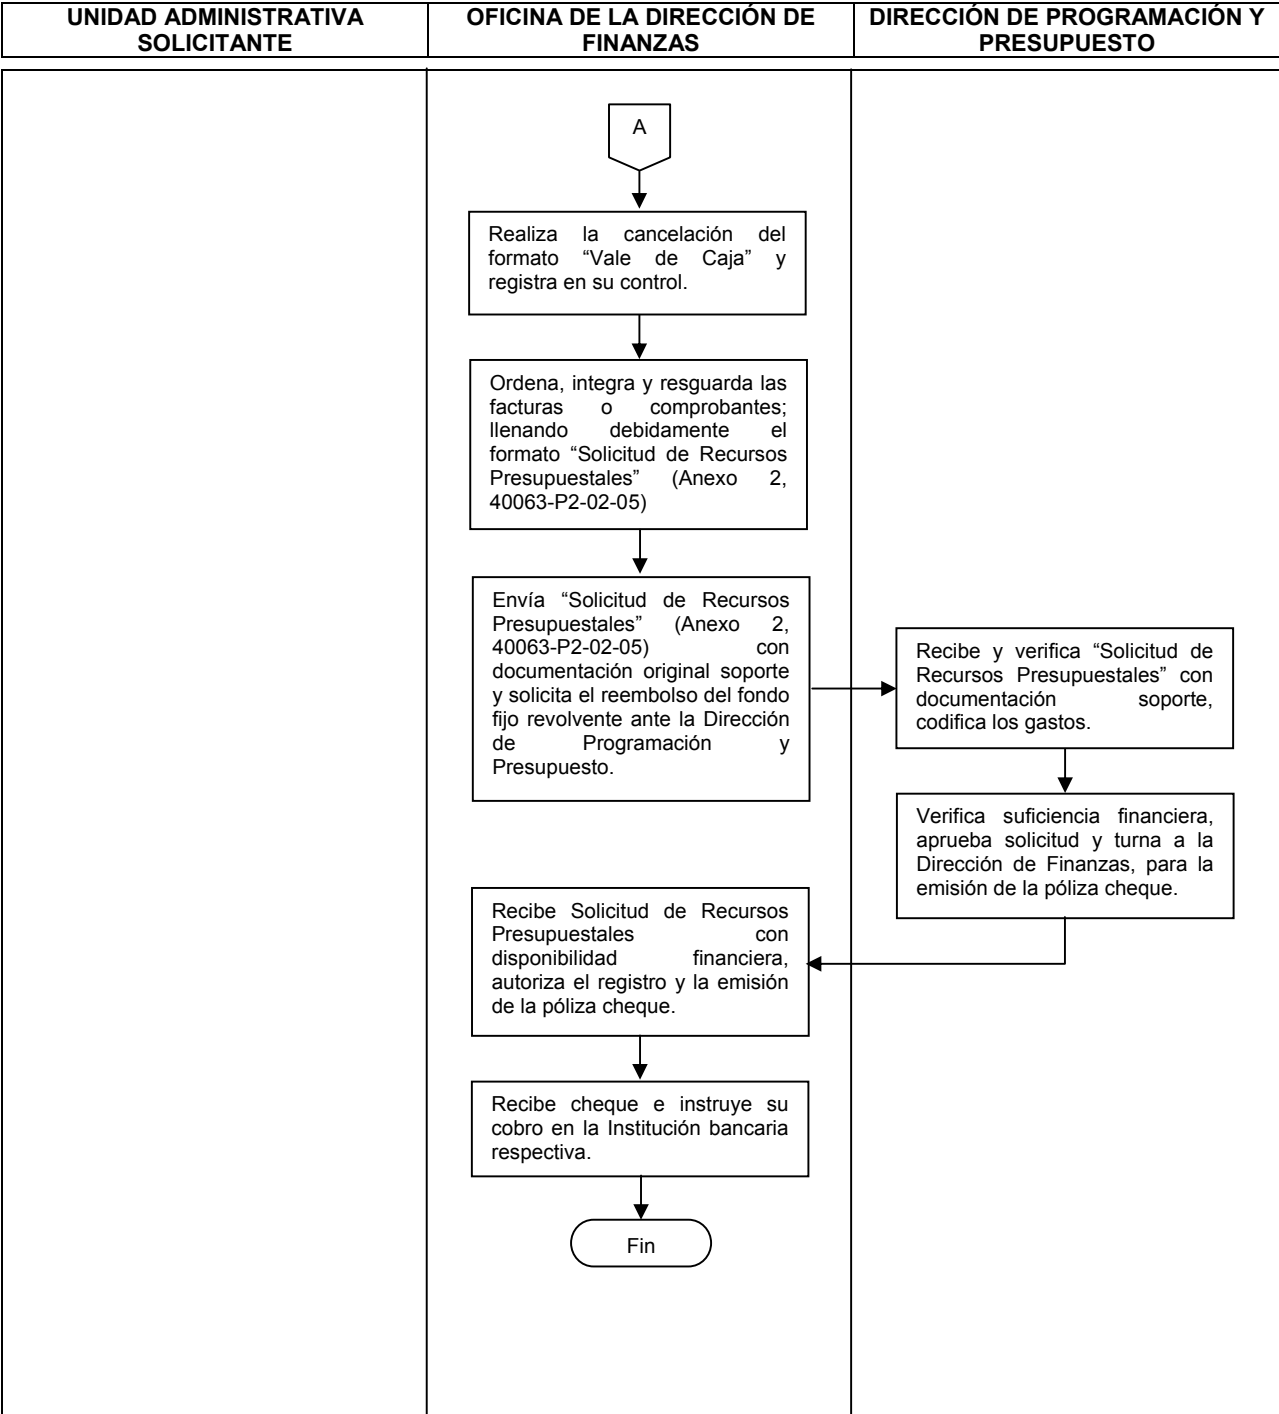 UNIDAD ADMINISTRATIVA
SOLICITANTE
OFICINA DE LA DIRECCIÓN DE
FINANZAS
DIRECCIÓN DE PROGRAMACIÓN Y
PRESUPUESTO
A
Realiza la cancelación del
formato “Vale de Caja” y
registra en su control.
Ordena, integra y resguarda las
facturas o comprobantes;
llenando debidamente el
formato “Solicitud de Recursos
Presupuestales” (Anexo 2,
40063-P2-02-05)
Envía “Solicitud de Recursos
Presupuestales” (Anexo 2,
40063-P2-02-05) con
documentación original soporte
y solicita el reembolso del fondo
fijo revolvente ante la Dirección
de Programación y
Presupuesto.
Recibe y verifica “Solicitud de
Recursos Presupuestales” con
documentación soporte,
codifica los gastos.
Verifica suficiencia financiera,
aprueba solicitud y turna a la
Dirección de Finanzas, para la
emisión de la póliza cheque.
Recibe Solicitud de Recursos
Presupuestales con
disponibilidad financiera,
autoriza el registro y la emisión
de la póliza cheque.
Recibe cheque e instruye su
cobro en la Institución bancaria
respectiva.
Fin